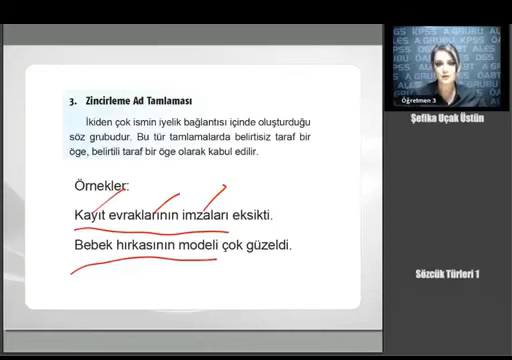 3. Zincirleme Ad Tamlaması
İkiden çok ismin iyelik bağlantısı içinde oluşturduğu
söz grubudur. Bu tür tamlamalarda belirtisiz taraf bir
öge, belirtili taraf bir öge olarak kabul edilir.
Örnekler:
Kayıt evraklarının imzaları eksikti.
Bebek hırkasının modeli çok güzeldi.
Öğretmen 3
Şefika Uçak Üstün
Sözcük Türleri 1